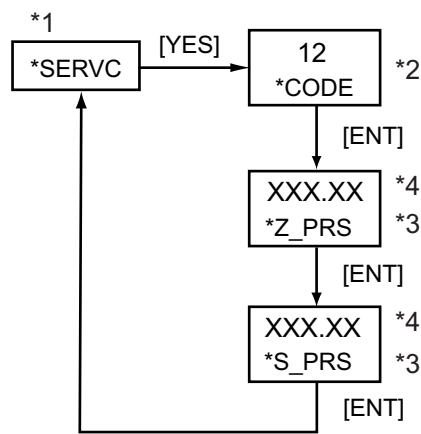 *1
*SERVC
[YES]
12
*CODE
*2
[ENT]
XXX.XX
*4
*Z_PRS
*3
[ENT]
XXX.XX
*4
*S_PRS
*3
[ENT]